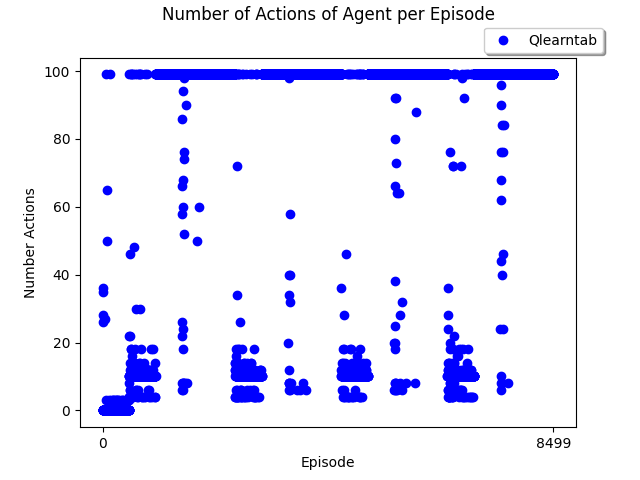 Number of Actions of Agent per Episode
Qlearntab
100
80
60
40
20
0
Number Actions
0 8499
Episode